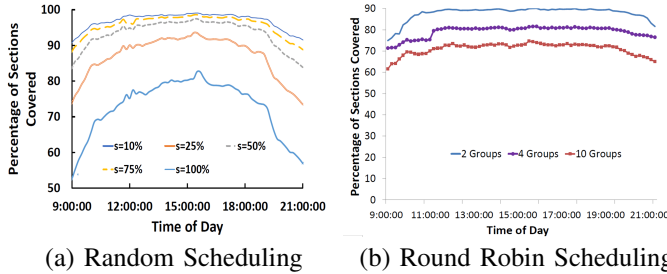 Percentage of Sections
Covered
100
90
80
70
60
50
s=10%
s=25%
s=50%
s=75%
s=100%
9:00:00
12:00:00
15:00:00
18:00:00
21:00:00
Time of Day
(a) Random Scheduling
Percentage of Sections Covered
90
80
70
60
50
40
30
20
10
0
2 Groups
4 Groups
10 Groups
9:00:00
11:00:00
13:00:00
15:00:00
17:00:00
19:00:00
21:00:00
Time of Day
(b) Round Robin Scheduling